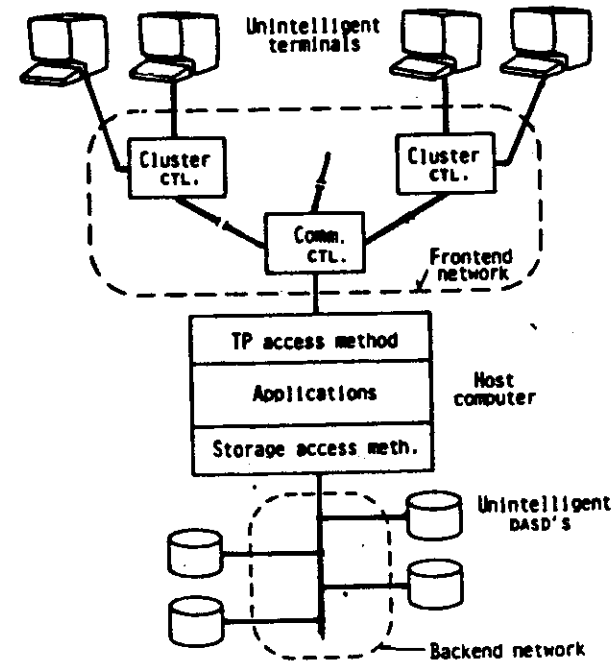 Unintelligent
terminals
Cluster
CTL.
Cluster
CTL.
Comm.
CTL.
Frontend
network
TP access method
Applications
Storage access meth.
Host
computer
Unintelligent
DASD'S
Backend network